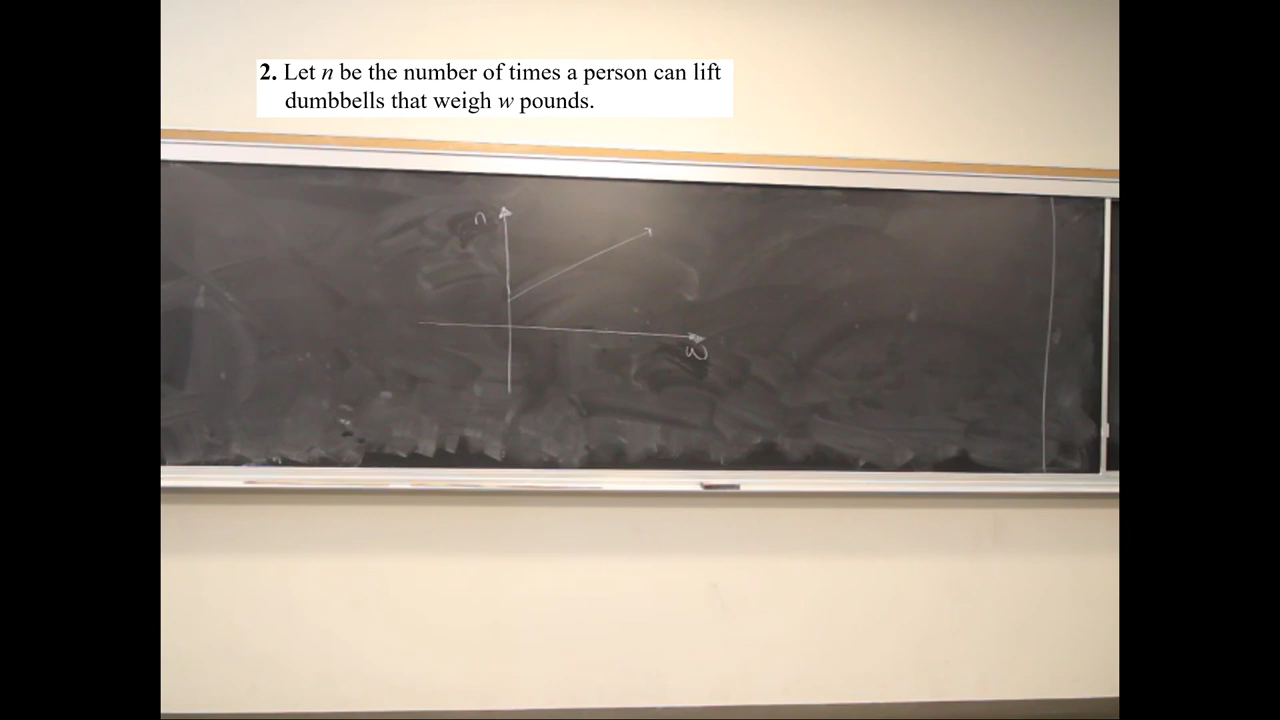 2. Let n be the number of times a person can lift
dumbbells that weigh w pounds.
n
w